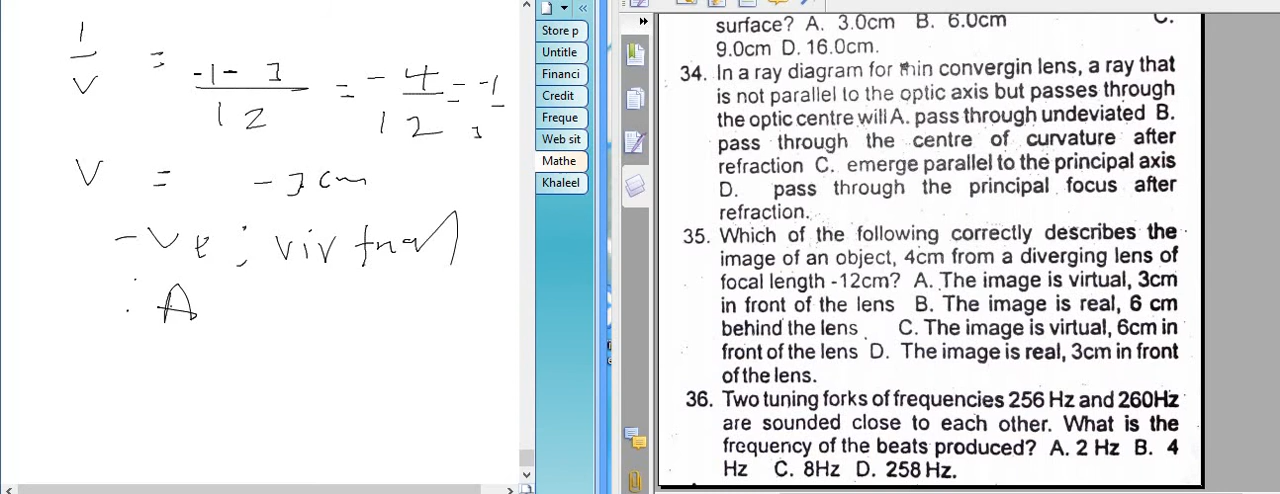 1
— =
v
-1-3
—— = -4 = -1
12 12 3
v = -3cm
-ve ; virtual
∴ A
Store p
Untitle
Financi
Credit
Freque
Web sit
Mathe
Khaleel
surface? A. 3.0cm B. 6.0cm C.
9.0cm D. 16.0cm.
34. In a ray diagram for thin convergin lens, a ray that
is not parallel to the optic axis but passes through
the optic centre will A. pass through undeviated B.
pass through the centre of curvature after
refraction C. emerge parallel to the principal axis
D. pass through the principal focus after
refraction.
35. Which of the following correctly describes the
image of an object, 4cm from a diverging lens of
focal length -12cm? A. The image is virtual, 3cm
in front of the lens B. The image is real, 6 cm
behind the lens C. The image is virtual, 6cm in
front of the lens D. The image is real, 3cm in front
of the lens.
36. Two tuning forks of frequencies 256 Hz and 260Hz
are sounded close to each other. What is the
frequency of the beats produced? A. 2 Hz B. 4
Hz C. 8Hz D. 258 Hz.